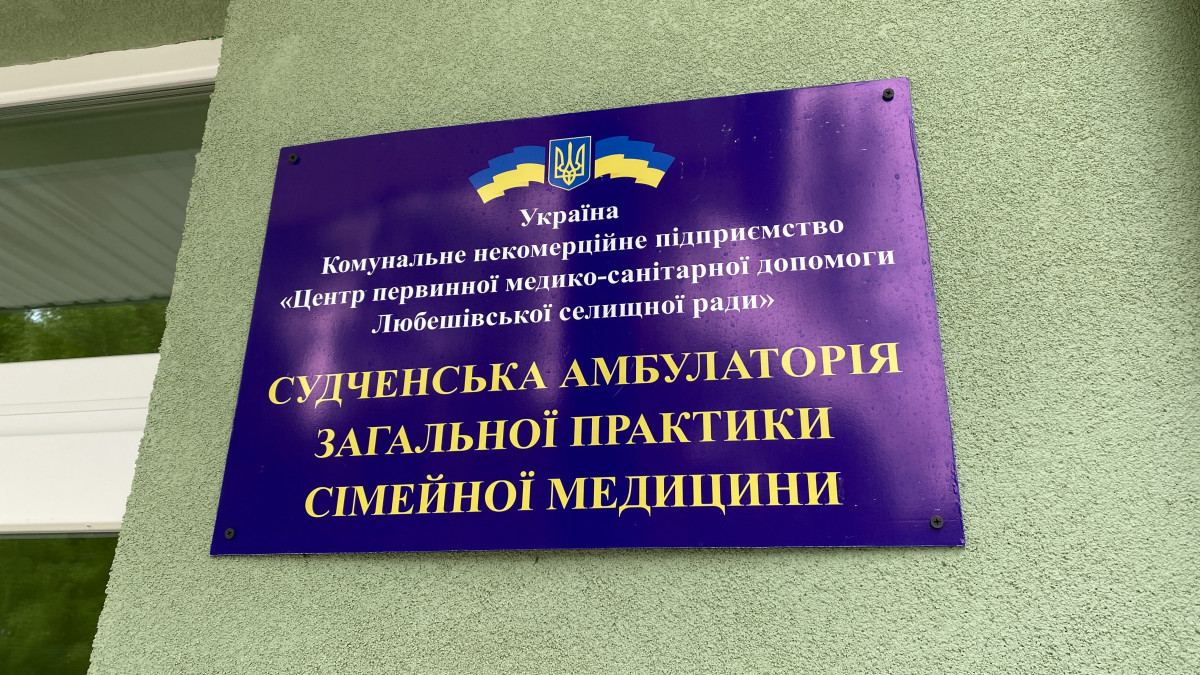 Україна
Комунальне некомерційне підприємство
«Центр первинної медико-санітарної допомоги
Любешівської селищної ради»
СУДЧЕНСЬКА АМБУЛАТОРІЯ
ЗАГАЛЬНОЇ ПРАКТИКИ
СІМЕЙНОЇ МЕДИЦИНИ